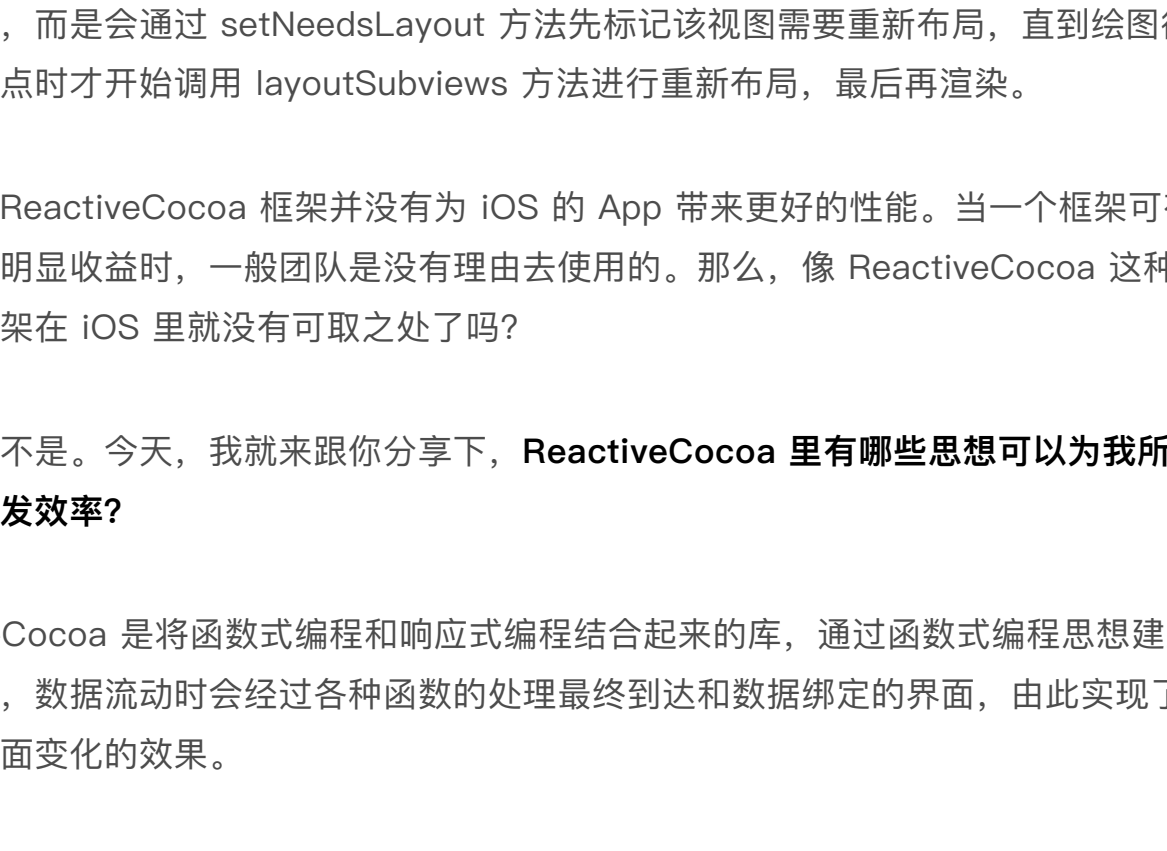 ，而是会通过 setNeedsLayout 方法先标记该视图需要重新布局，直到绘图
点时才开始调用 layoutSubviews 方法进行重新布局，最后再渲染。
ReactiveCocoa 框架并没有为 iOS 的 App 带来更好的性能。当一个框架可
明显收益时，一般团队是没有理由去使用的。那么，像 ReactiveCocoa 这种
架在 iOS 里就没有可取之处了吗？
不是。今天，我就来跟你分享下，ReactiveCocoa 里有哪些思想可以为我所
发效率？
Cocoa 是将函数式编程和响应式编程结合起来的库，通过函数式编程思想建
，数据流动时会经过各种函数的处理最终到达和数据绑定的界面，由此实现了
面变化的效果。